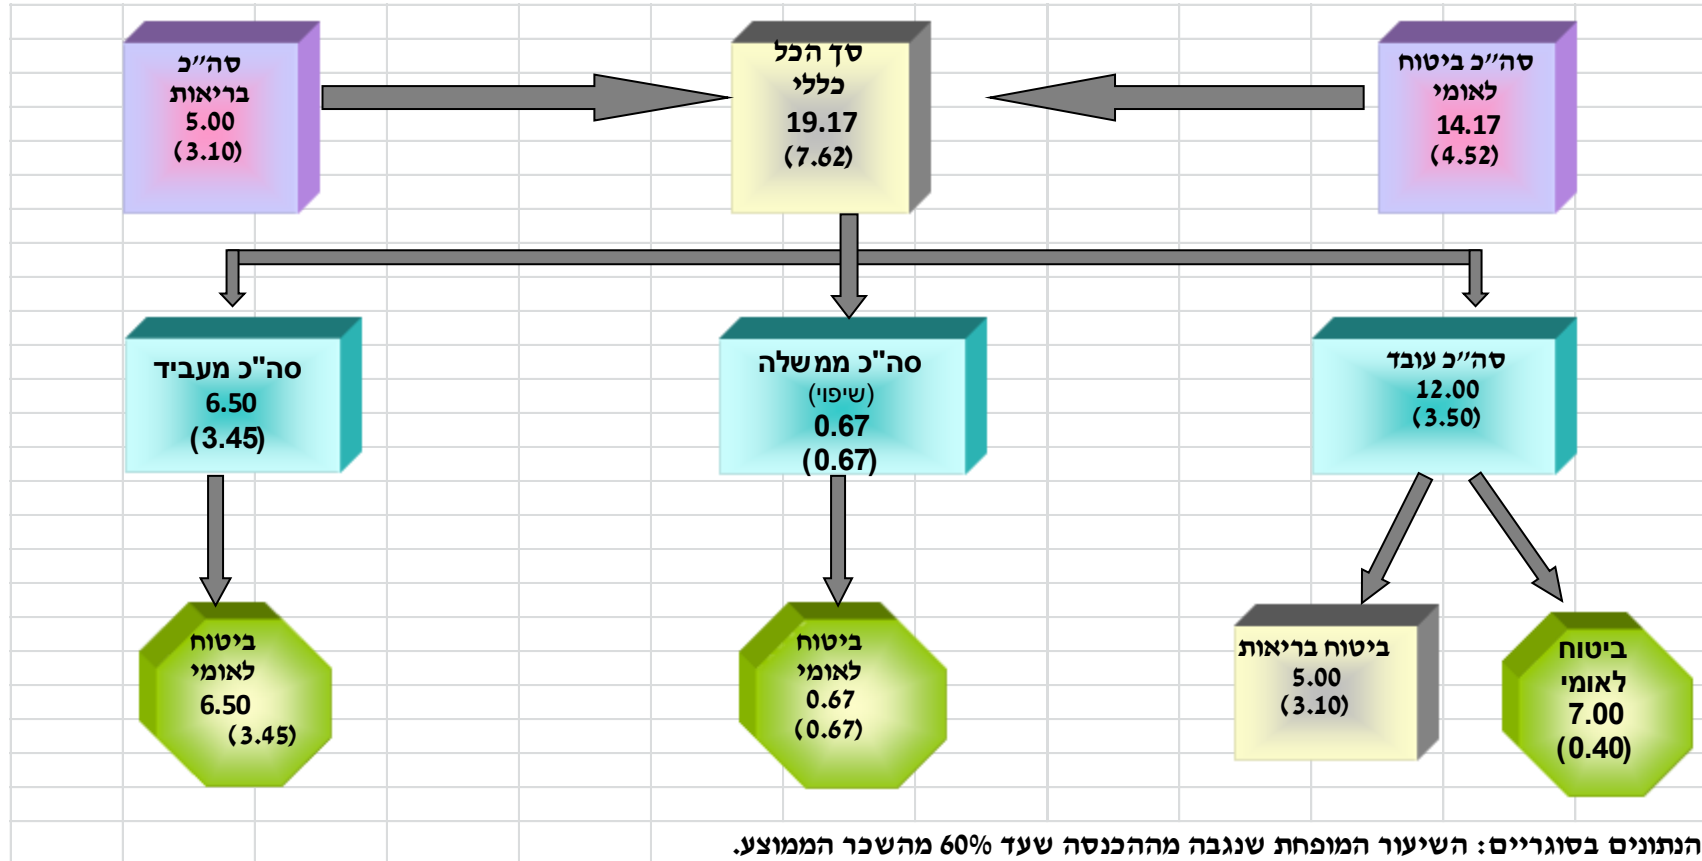 סה״כ ביטוח
לאומי
14.17
(4.52)
סך הכל
כללי
19.17
(7.62)
סה״כ
בריאות
5.00
(3.10)
סה״כ עובד
12.00
(3.50)
סה"כ ממשלה
(שיפוי)
0.67
(0.67)
סה"כ מעביד
6.50
(3.45)
ביטוח
לאומי
7.00
(0.40)
ביטוח בריאות
5.00
(3.10)
ביטוח
לאומי
0.67
(0.67)
ביטוח
לאומי
6.50
(3.45)
הנתונים בסוגריים: השיעור המופחת שנגבה מההכנסה שעד 60% מהשכר הממוצע.